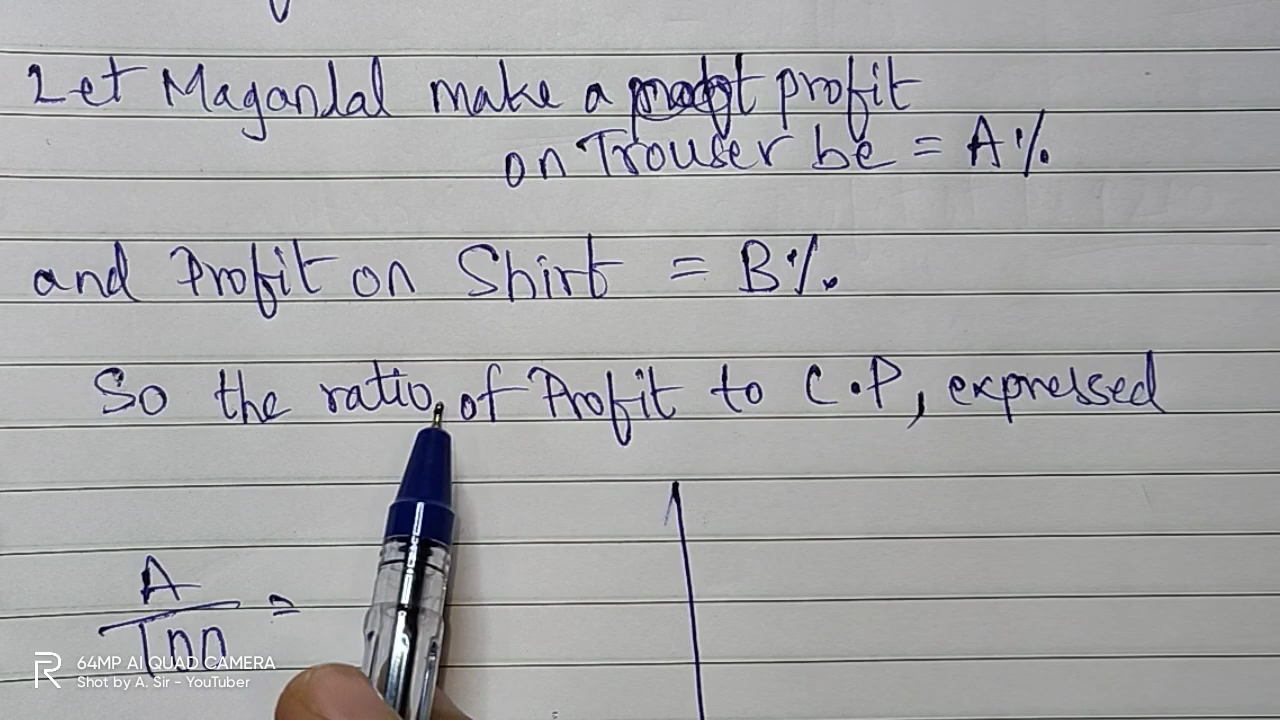 Let Maganlal make a profit
on Trouser be = A%
and Profit on Shirt = B%
So the ratio of Profit to C.P, expressed
A
100 =
64MP AI QUAD CAMERA
Shot by A. Sir - YouTuber